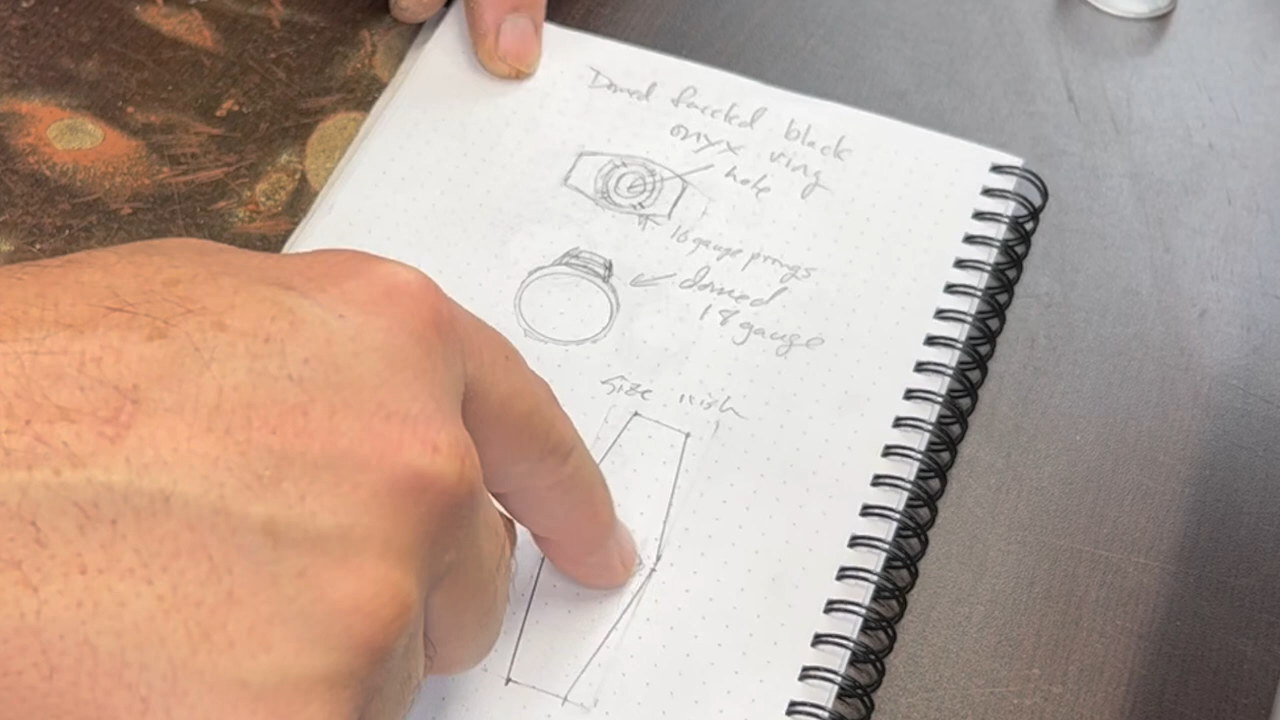 Domed faceted black
onyx ring
hole
16 gauge prongs
domed
18 gauge
Size